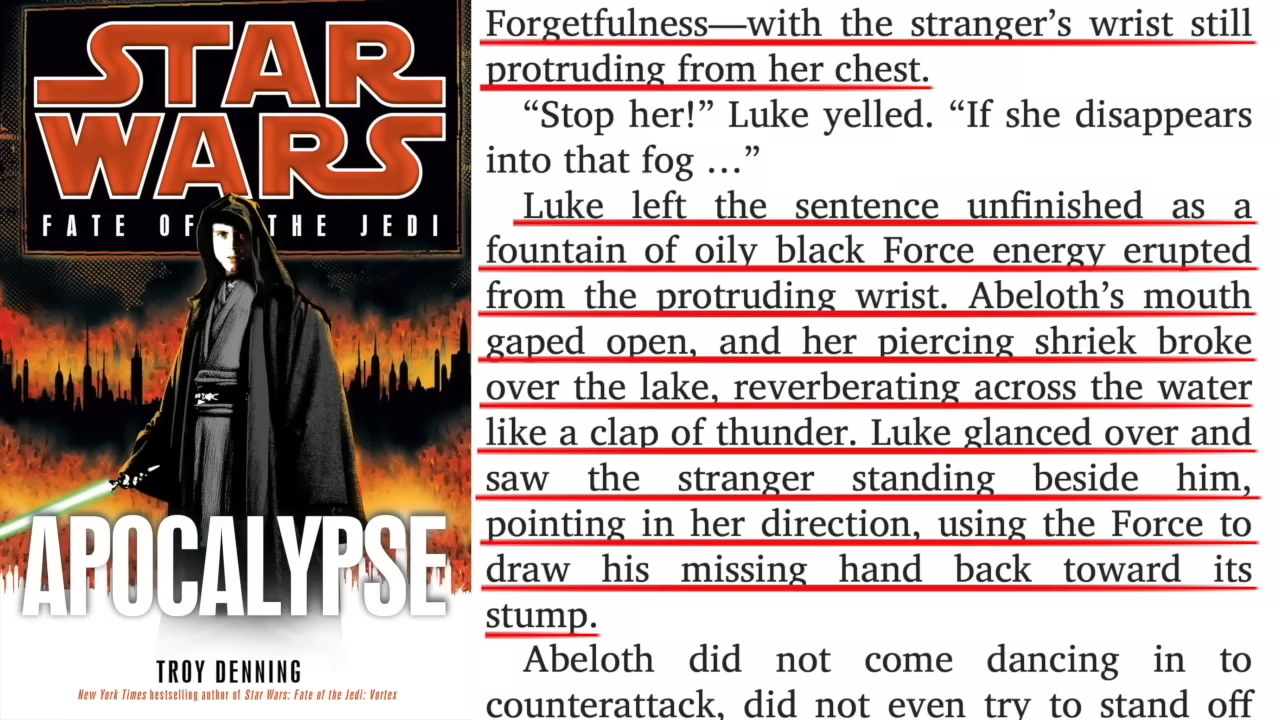 STAR
WARS
FATE OF THE JEDI
APOCALYPSE
TROY DENNING
New York Times bestselling author of Star Wars: Fate of the Jedi: Vortex
Forgetfulness—with the stranger’s wrist still
protruding from her chest.
“Stop her!” Luke yelled. “If she disappears
into that fog …”
Luke left the sentence unfinished as a
fountain of oily black Force energy erupted
from the protruding wrist. Abeloth’s mouth
gaped open, and her piercing shriek broke
over the lake, reverberating across the water
like a clap of thunder. Luke glanced over and
saw the stranger standing beside him,
pointing in her direction, using the Force to
draw his missing hand back toward its
stump.
Abeloth did not come dancing in to
counterattack, did not even try to stand off